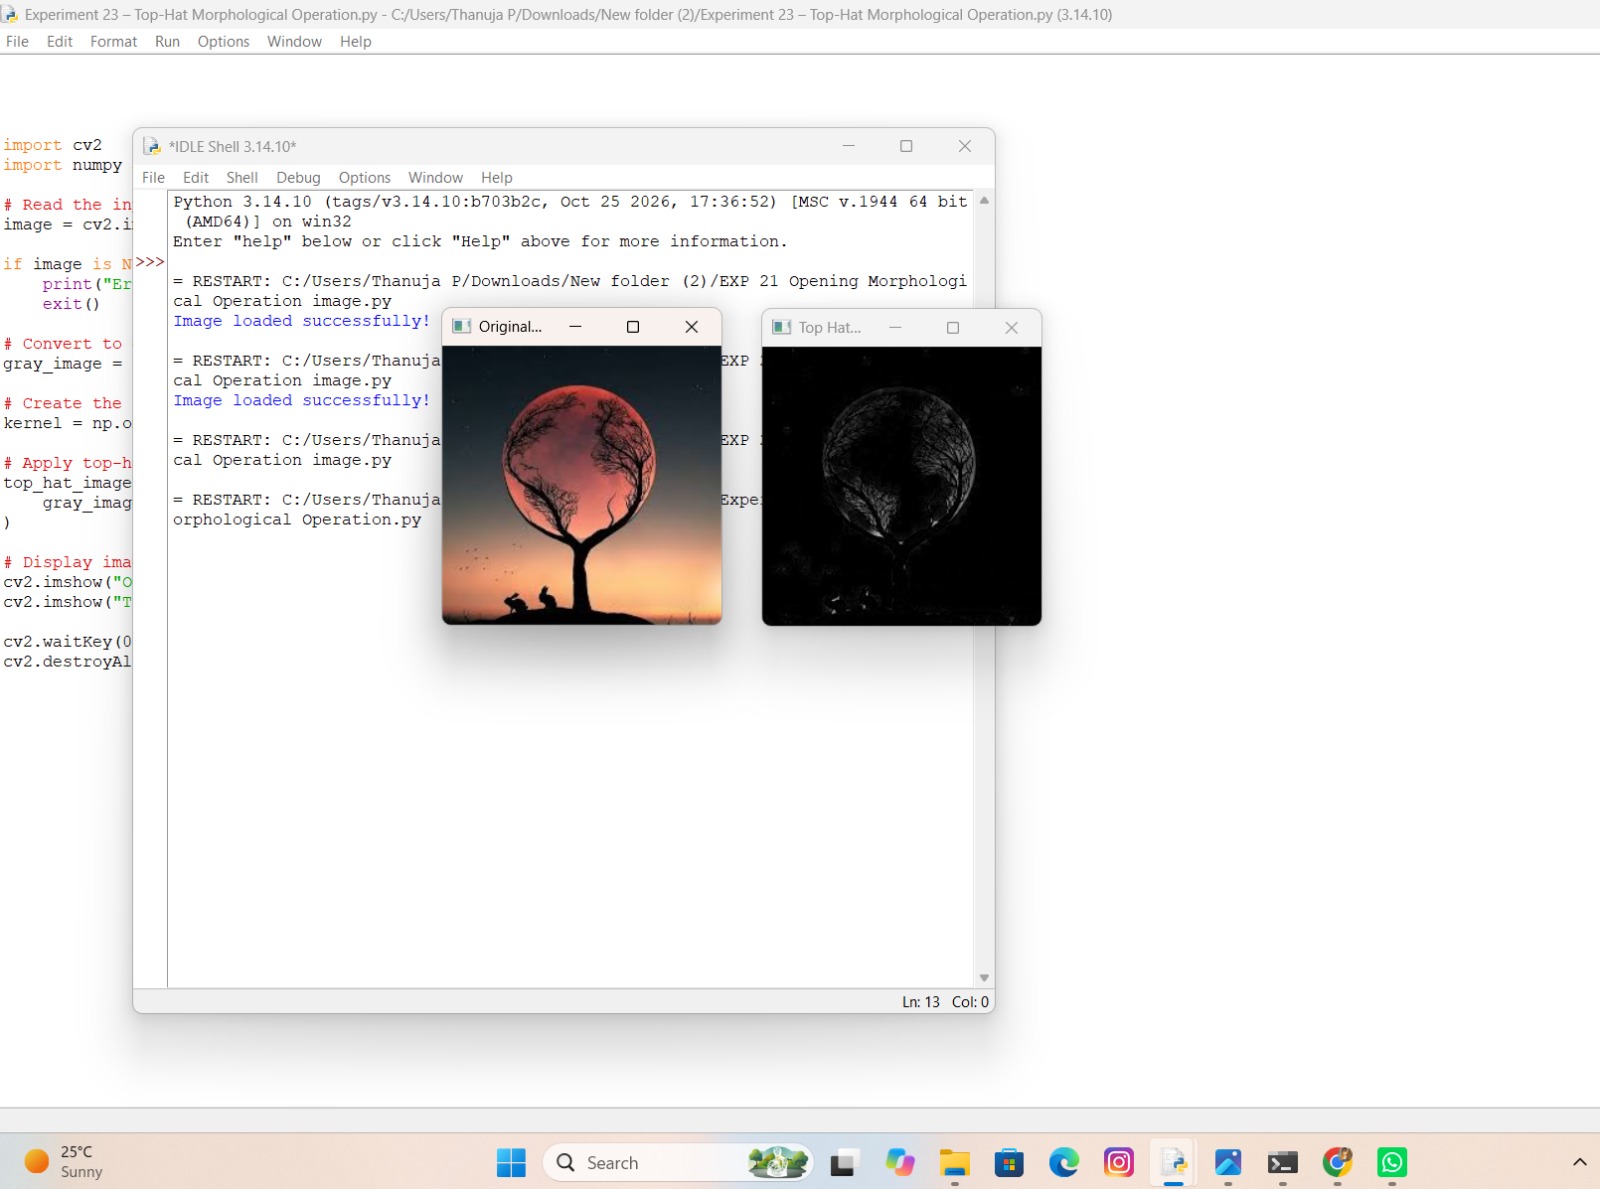 Experiment 23 – Top-Hat Morphological Operation.py - C:/Users/Thanuja P/Downloads/New folder (2)/Experiment 23 – Top-Hat Morphological Operation.py (3.14.10)
File Edit Format Run Options Window Help
import cv2
import numpy
# Read the in
image = cv2.i
if image is N
print("Er
exit()
# Convert to
gray_image =
# Create the
kernel = np.o
# Apply top-h
top_hat_image
gray_imag
)
# Display ima
cv2.imshow("O
cv2.imshow("T
cv2.waitKey(0
cv2.destroyAl
*IDLE Shell 3.14.10*
File Edit Shell Debug Options Window Help
Python 3.14.10 (tags/v3.14.10:b703b2c, Oct 25 2026, 17:36:52) [MSC v.1944 64 bit
(AMD64)] on win32
Enter "help" below or click "Help" above for more information.
>>>
= RESTART: C:/Users/Thanuja P/Downloads/New folder (2)/EXP 21 Opening Morphologi
cal Operation image.py
Image loaded successfully!
= RESTART: C:/Users/Thanuja EXP
cal Operation image.py
Image loaded successfully!
= RESTART: C:/Users/Thanuja EXP
cal Operation image.py
= RESTART: C:/Users/Thanuja Expe
orphological Operation.py
Original...
Top Hat...
Ln: 13 Col: 0
25°C
Sunny
Search